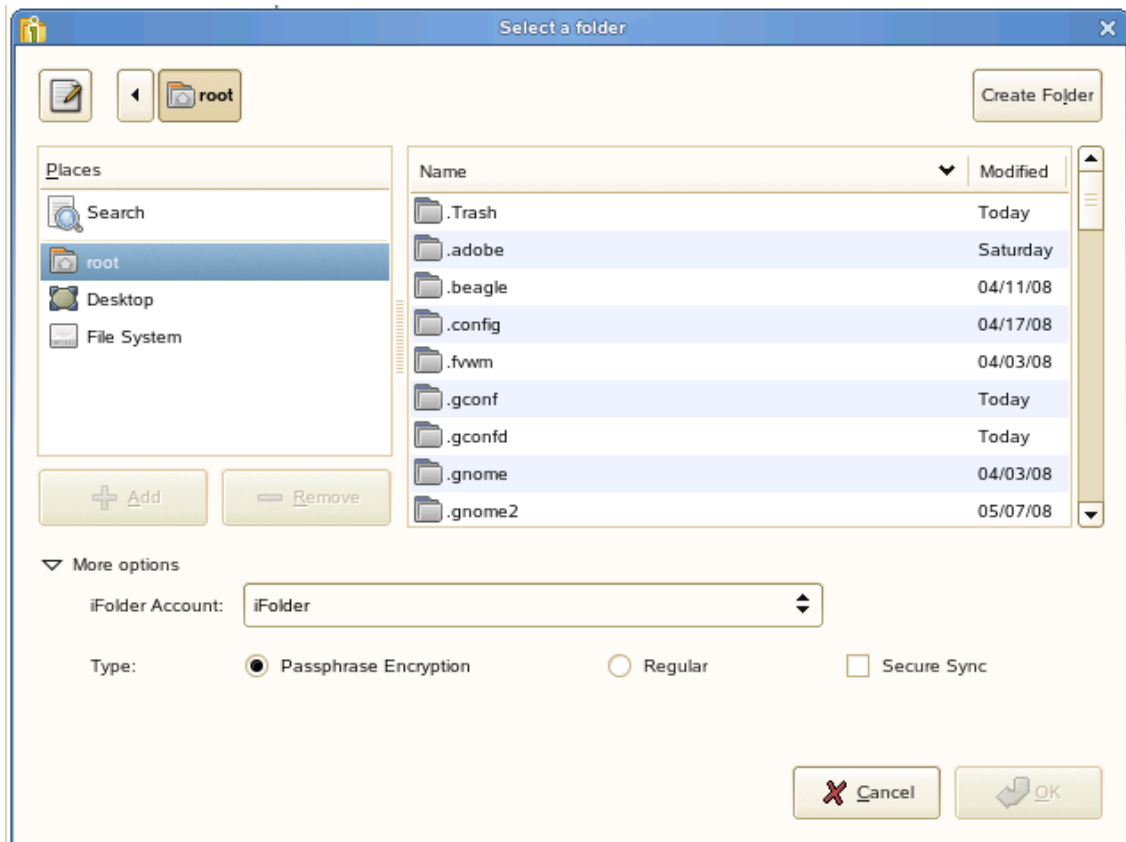 Select a folder
root
Create Folder
Places
Search
root
Desktop
File System
Add
Remove
Name Modified
.Trash Today
.adobe Saturday
.beagle 04/11/08
.config 04/17/08
.fvwm 04/03/08
.gconf Today
.gconfd Today
.gnome 04/03/08
.gnome2 05/07/08
More options
iFolder Account: iFolder
Type: Passphrase Encryption Regular Secure Sync
Cancel OK